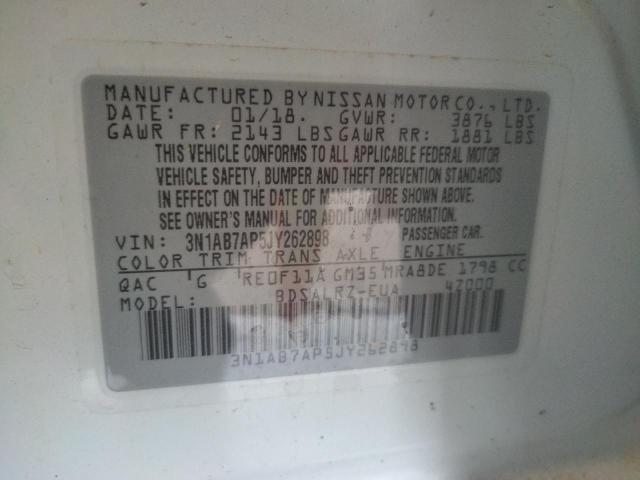 MANUFACTURED BY NISSAN MOTOR CO., LTD.
DATE: 01/18. GVWR: 3876 LBS
GAWR FR: 2143 LBS GAWR RR: 1881 LBS
THIS VEHICLE CONFORMS TO ALL APPLICABLE FEDERAL MOTOR
VEHICLE SAFETY, BUMPER AND THEFT PREVENTION STANDARDS
IN EFFECT ON THE DATE OF MANUFACTURE SHOWN ABOVE.
SEE OWNER'S MANUAL FOR ADDITIONAL INFORMATION.
VIN: 3N1AB7AP5JY262898 PASSENGER CAR.
COLOR TRIM TRANS AXLE ENGINE
QAC G RE0F11A GM35 MRA8DE 1798 CC
MODEL: BDSALRZ-EUA 47000
3N1AB7AP5JY262898